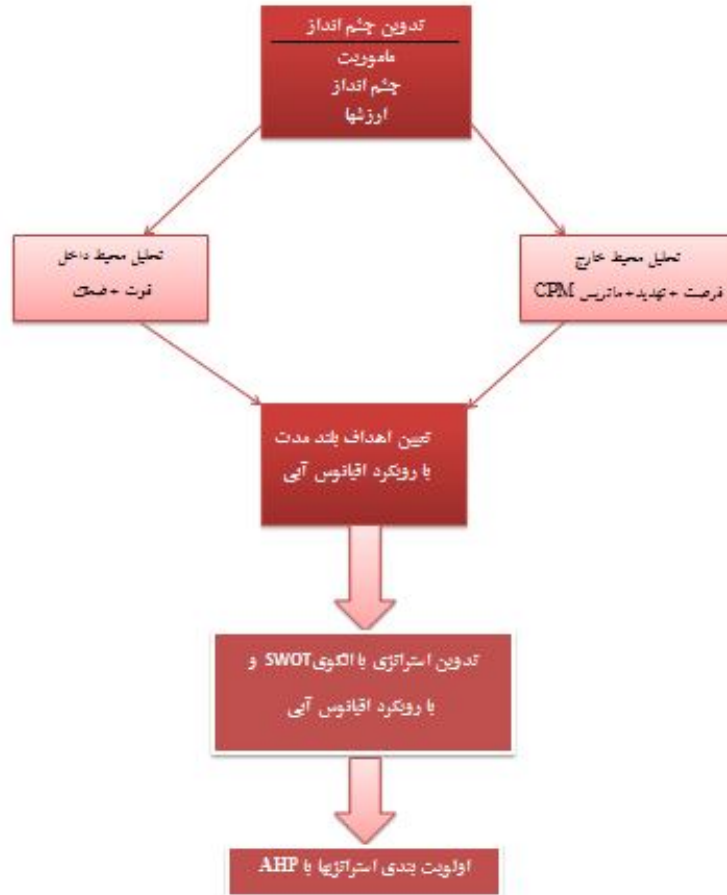 تدوین چشم انداز
ماموریت
چشم انداز
ارزشها
تحلیل محیط خارج
فرصت + تهدید+ ماتریس CPM
تحلیل محیط داخل
قوت + ضعف
تعیین اهداف بلند مدت
با رویکرد اقیانوس آبی
تدوین استراتژی با الگوی SWOT و
با رویکرد اقیانوس آبی
اولویت بندی استراتژیها با AHP